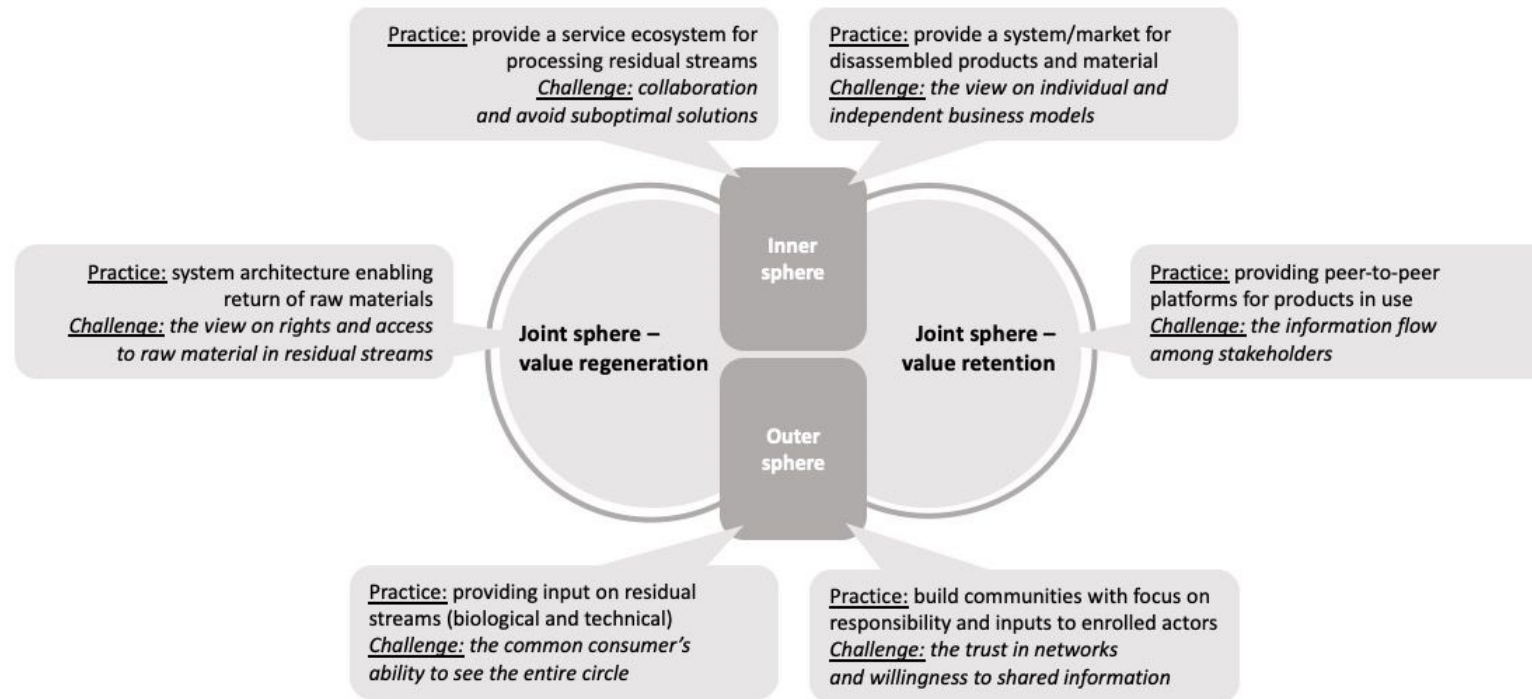 Practice: provide a service ecosystem for
processing residual streams
Challenge: collaboration
and avoid suboptimal solutions
Practice: provide a system/market for
disassembled products and material
Challenge: the view on individual and
independent business models
Practice: system architecture enabling
return of raw materials
Challenge: the view on rights and access
to raw material in residual streams
Joint sphere –
value regeneration
Inner
sphere
Outer
sphere
Joint sphere –
value retention
Practice: providing peer-to-peer
platforms for products in use
Challenge: the information flow
among stakeholders
Practice: providing input on residual
streams (biological and technical)
Challenge: the common consumer’s
ability to see the entire circle
Practice: build communities with focus on
responsibility and inputs to enrolled actors
Challenge: the trust in networks
and willingness to shared information